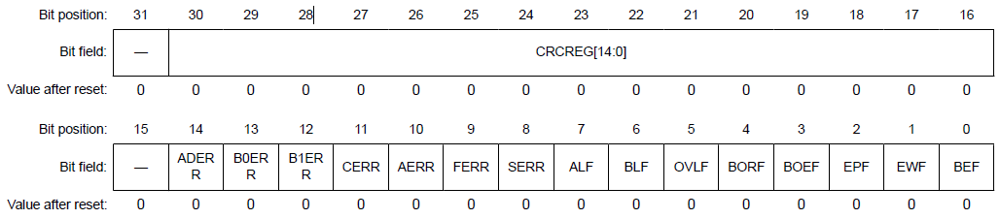 Bit position: 31 30 29 28 27 26 25 24 23 22 21 20 19 18 17 16
Bit field: — CRCREG[14:0]
Value after reset: 0 0 0 0 0 0 0 0 0 0 0 0 0 0 0 0
Bit position: 15 14 13 12 11 10 9 8 7 6 5 4 3 2 1 0
Bit field: — ADERR B0ERR B1ERR CERR AERR FERR SERR ALF BLF OVLF BORF BOEF EPF EWF BEF
Value after reset: 0 0 0 0 0 0 0 0 0 0 0 0 0 0 0 0